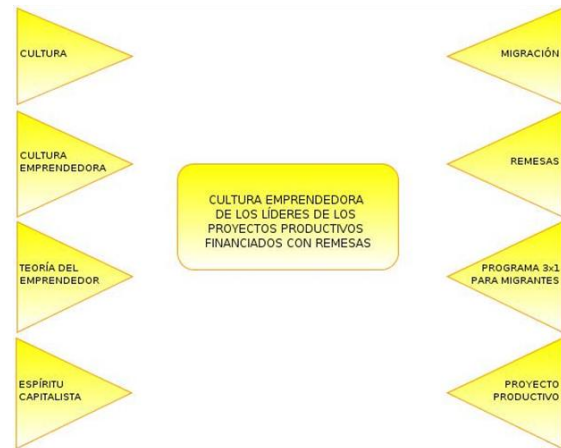 CULTURA
CULTURA
EMPRENDEDORA
TEORÍA DEL
EMPRENDEDOR
ESPÍRITU
CAPITALISTA
CULTURA EMPRENDEDORA
DE LOS LÍDERES DE LOS
PROYECTOS PRODUCTIVOS
FINANCIADOS CON REMESAS
MIGRACIÓN
REMESAS
PROGRAMA 3x1
PARA MIGRANTES
PROYECTO
PRODUCTIVO